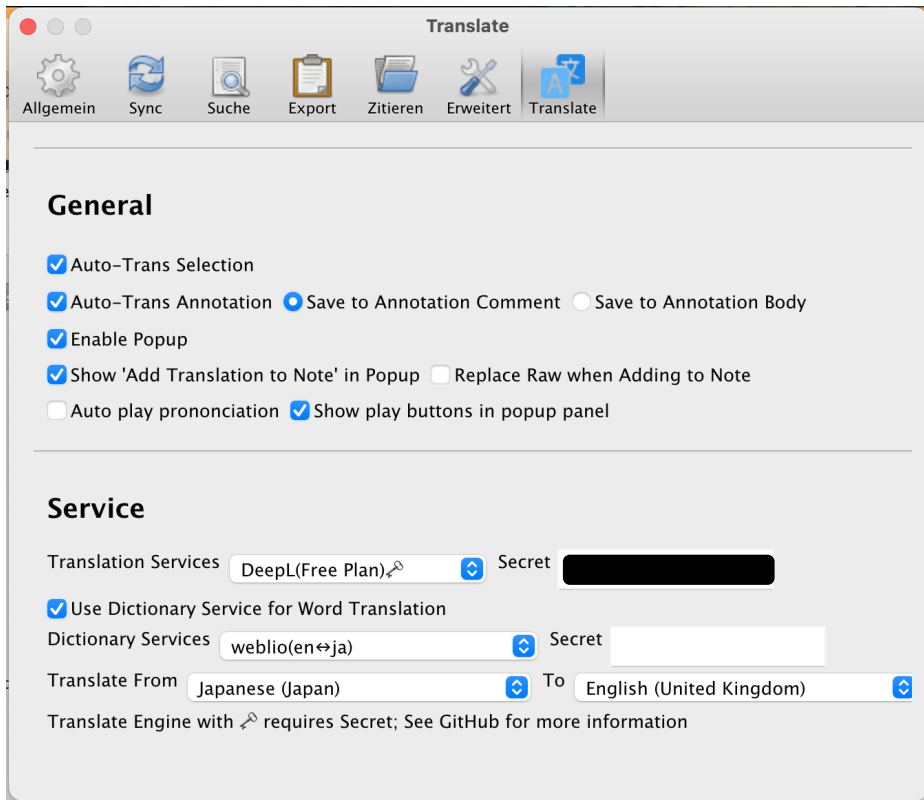 Translate
Allgemein Sync Suche Export Zitieren Erweitert Translate
General
Auto-Trans Selection
Auto-Trans Annotation Save to Annotation Comment Save to Annotation Body
Enable Popup
Show 'Add Translation to Note' in Popup Replace Raw when Adding to Note
Auto play prononciation Show play buttons in popup panel
Service
Translation Services DeepL(Free Plan)🗝 Secret
Use Dictionary Service for Word Translation
Dictionary Services weblio(en↔ja) Secret
Translate From Japanese (Japan) To English (United Kingdom)
Translate Engine with 🗝 requires Secret; See GitHub for more information